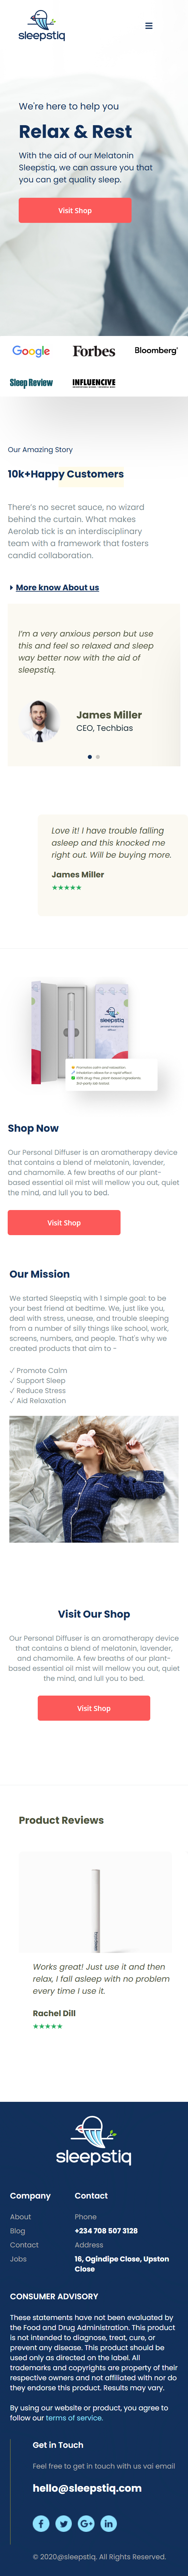 sleepstiq
We're here to help you
Relax & Rest
With the aid of our Melatonin
Sleepstiq, we can assure you that
you can get quality sleep.
Visit Shop
Google
Forbes
Bloomberg
Sleep Review
INFLUENCIVE
Our Amazing Story
10k+Happy Customers
There's no secret sauce, no wizard
behind the curtain. What makes
Aerolab tick is an interdisciplinary
team with a framework that fosters
candid collaboration.
More know About us
I'm a very anxious person but use
this and feel so relaxed and sleep
way better now with the aid of
sleepstiq.
James Miller
CEO, Techbias
Love it! I have trouble falling
asleep and this knocked me
right out. Will be buying more.
James Miller
sleepstiq
Shop Now
Our Personal Diffuser is an aromatherapy device
that contains a blend of melatonin, lavender,
and chamomile. A few breaths of our plant-
based essential oil mist will mellow you out, quiet
the mind, and lull you to bed.
Visit Shop
Our Mission
We started Sleepstiq with 1 simple goal: to be
your best friend at bedtime. We, just like you,
deal with stress, unease, and trouble sleeping
from a number of silly things like school, work,
screens, numbers, and people. That's why we
created products that aim to -
✓ Promote Calm
✓ Support Sleep
✓ Reduce Stress
✓ Aid Relaxation
Visit Our Shop
Our Personal Diffuser is an aromatherapy device
that contains a blend of melatonin, lavender,
and chamomile. A few breaths of our plant-
based essential oil mist will mellow you out, quiet
the mind, and lull you to bed.
Visit Shop
Product Reviews
Works great! Just use it and then
relax, I fall asleep with no problem
every time I use it.
Rachel Dill
sleepstiq
Company
Contact
About
Phone
Blog
+234 708 507 3128
Contact
Address
Jobs
16, Ogindipe Close, Upston
Close
CONSUMER ADVISORY
These statements have not been evaluated by
the Food and Drug Administration. This product
is not intended to diagnose, treat, cure, or
prevent any disease. This product should be
used only as directed on the label. All
trademarks and copyrights are property of their
respective owners and not affiliated with nor do
they endorse this product. Results may vary.
By using our website or product, you agree to
follow our terms of service.
Get in Touch
Feel free to get in touch with us vai email
hello@sleepstiq.com
© 2020@sleepstiq. All Rights Reserved.